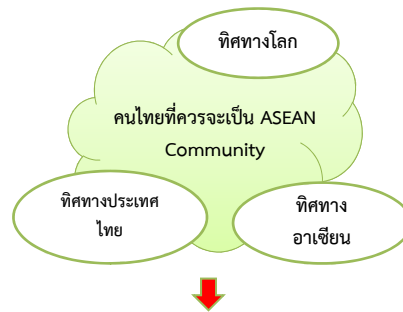 ทิศทางโลก
คนไทยที่ควรจะเป็น ASEAN
Community
ทิศทางประเทศ
ไทย
ทิศทาง
อาเซียน